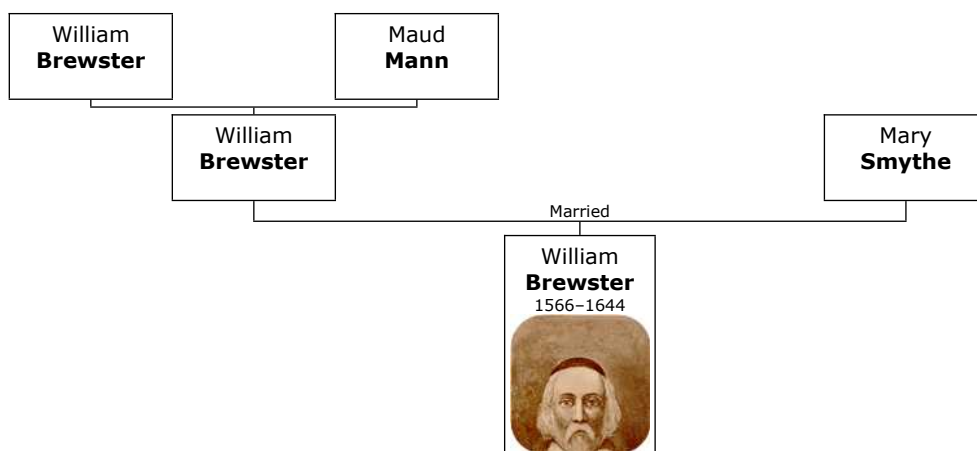 William
Brewster
Maud
Mann
William
Brewster
Mary
Smythe
Married
William
Brewster
1566–1644